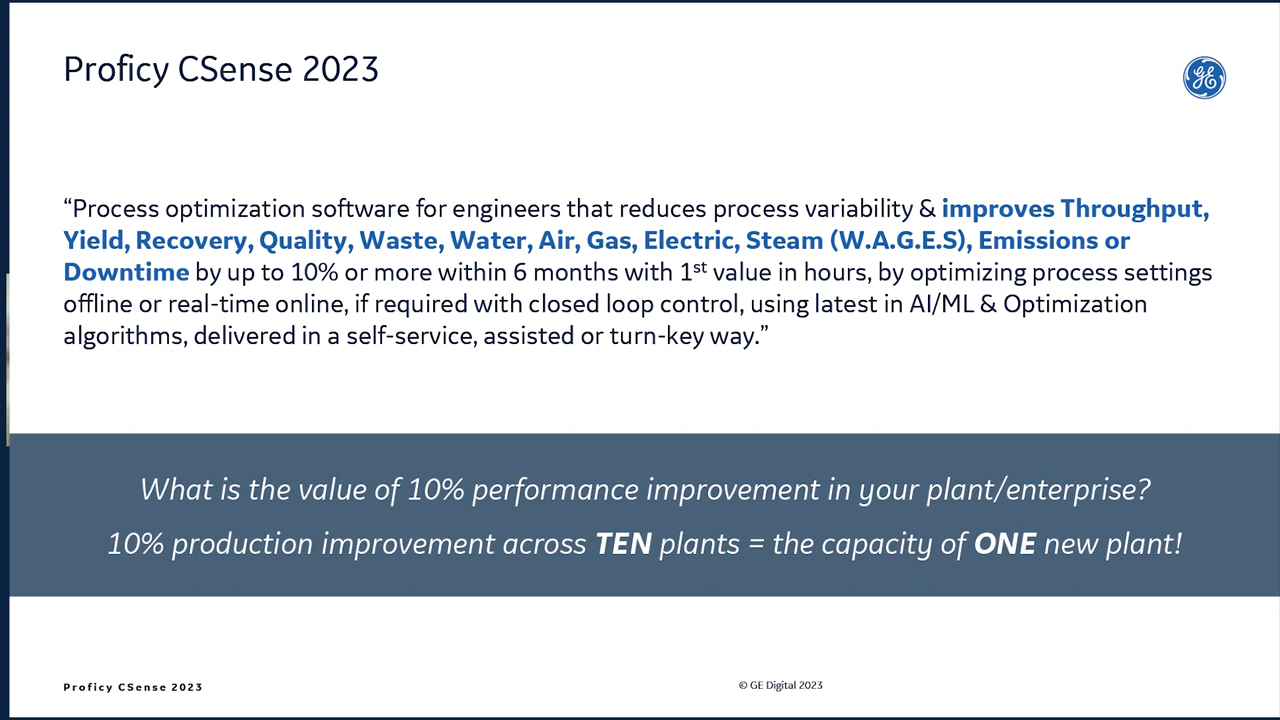 Proficy CSense 2023
GE
“Process optimization software for engineers that reduces process variability & improves Throughput,
Yield, Recovery, Quality, Waste, Water, Air, Gas, Electric, Steam (W.A.G.E.S), Emissions or
Downtime by up to 10% or more within 6 months with 1st value in hours, by optimizing process settings
offline or real-time online, if required with closed loop control, using latest in AI/ML & Optimization
algorithms, delivered in a self-service, assisted or turn-key way.”
What is the value of 10% performance improvement in your plant/enterprise?
10% production improvement across TEN plants = the capacity of ONE new plant!
Proficy CSense 2023
© GE Digital 2023